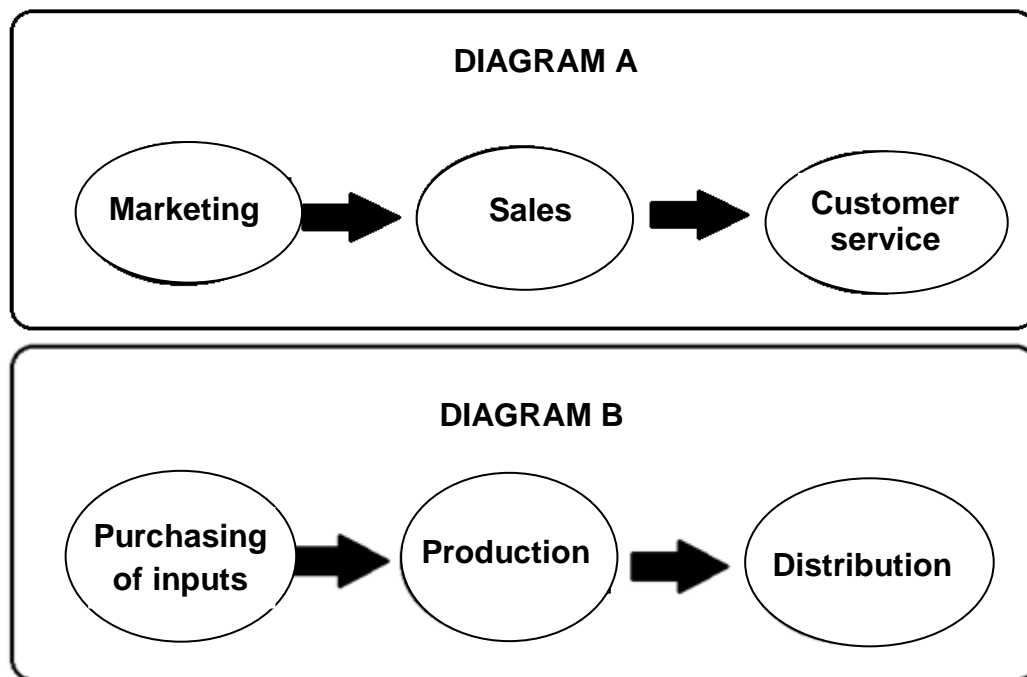 DIAGRAM A
Marketing
Sales
Customer
service
DIAGRAM B
Purchasing
of inputs
Production
Distribution